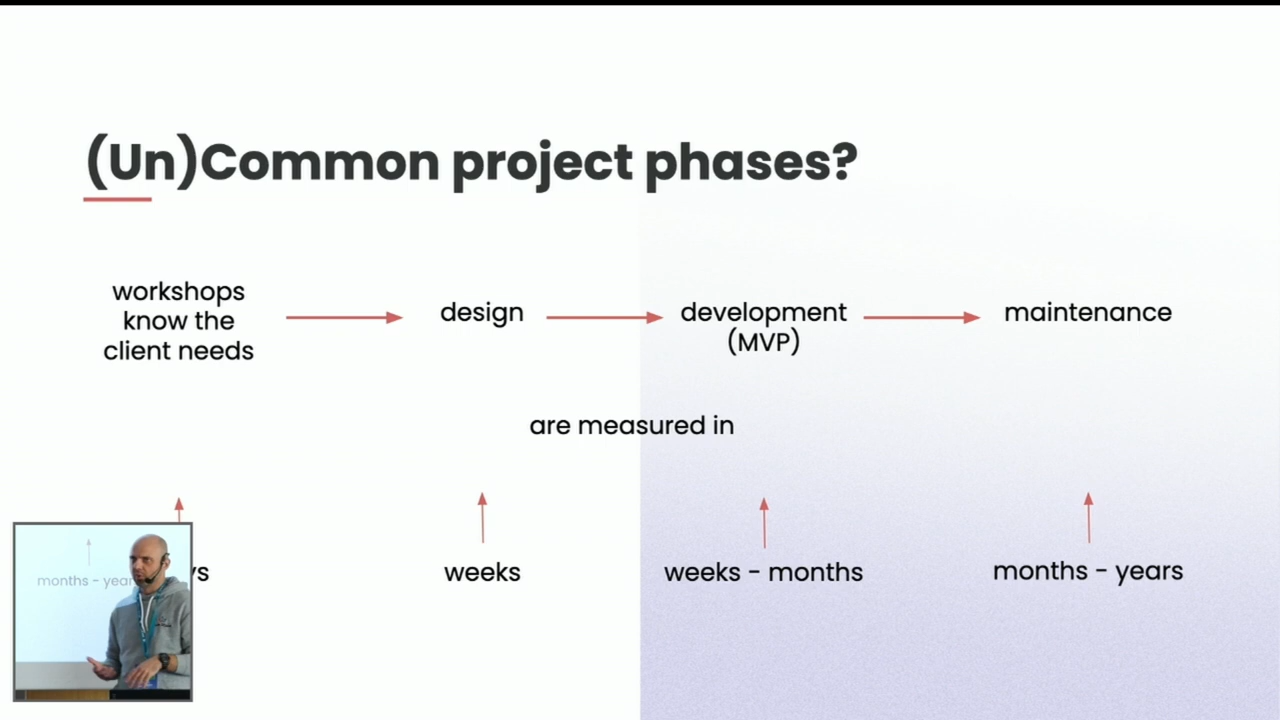 (Un)Common project phases?
workshops
know the
client needs
design
development
(MVP)
maintenance
are measured in
weeks
weeks - months
months - years